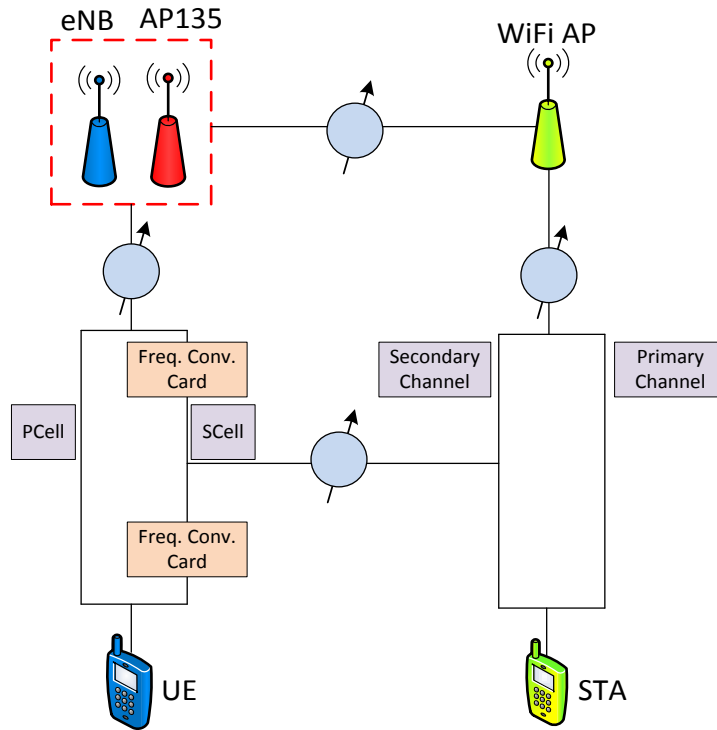 eNB
AP135
WiFi AP
Freq. Conv.
Card
Secondary
Channel
Primary
Channel
PCell
SCell
Freq. Conv.
Card
UE
STA